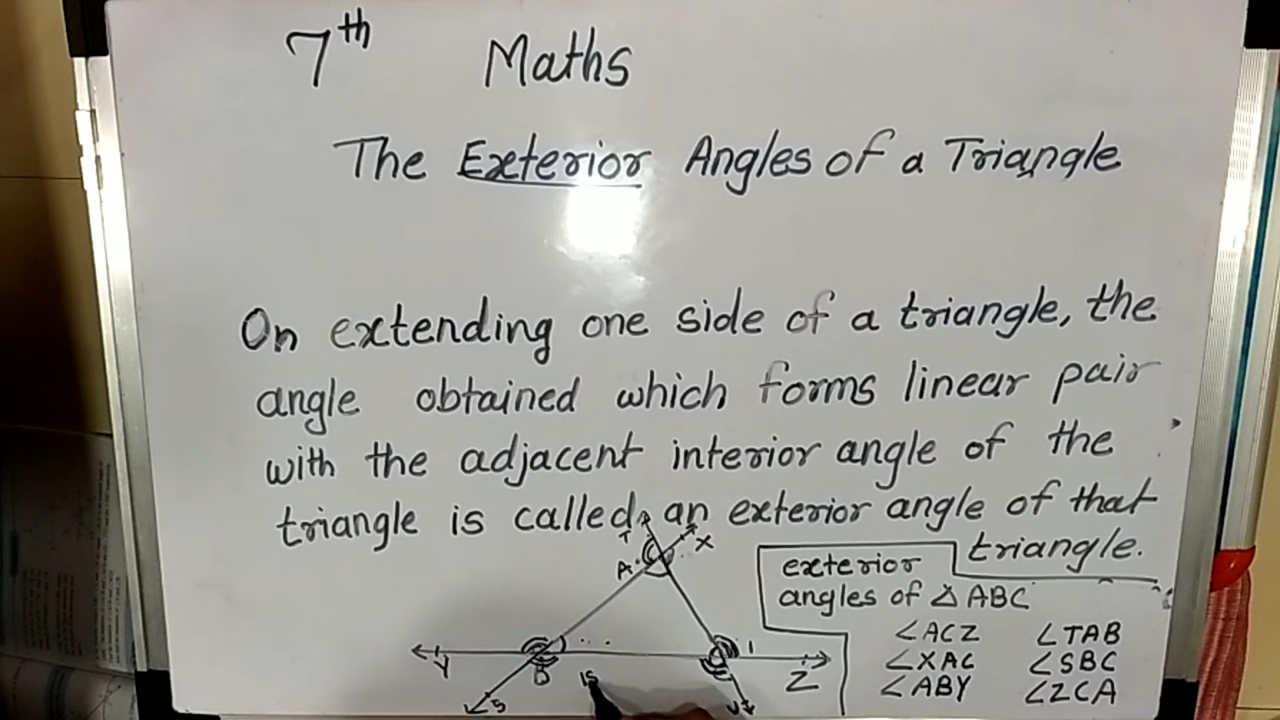 7th Maths
The Exterior Angles of a Triangle
On extending one side of a triangle, the
angle obtained which forms linear pair
with the adjacent interior angle of the
triangle is called an exterior angle of that
triangle.
T X
A
exterior
angles of △ABC
∠ACZ ∠TAB
∠XAC ∠SBC
∠ABY ∠ZCA
Y B Z
S